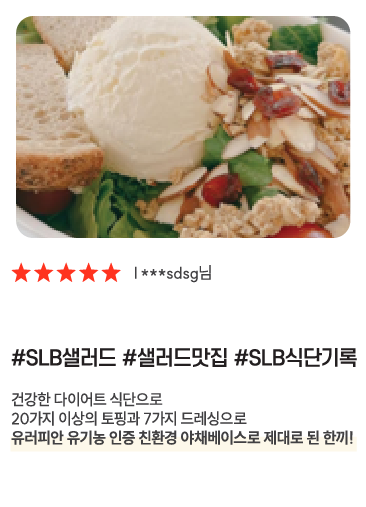 l ***sdsg님
#SLB샐러드 #샐러드맛집 #SLB식단기록
건강한 다이어트 식단으로
20가지 이상의 토핑과 7가지 드레싱으로
유러피안 유기농 인증 친환경 야채베이스로 제대로 된 한끼!